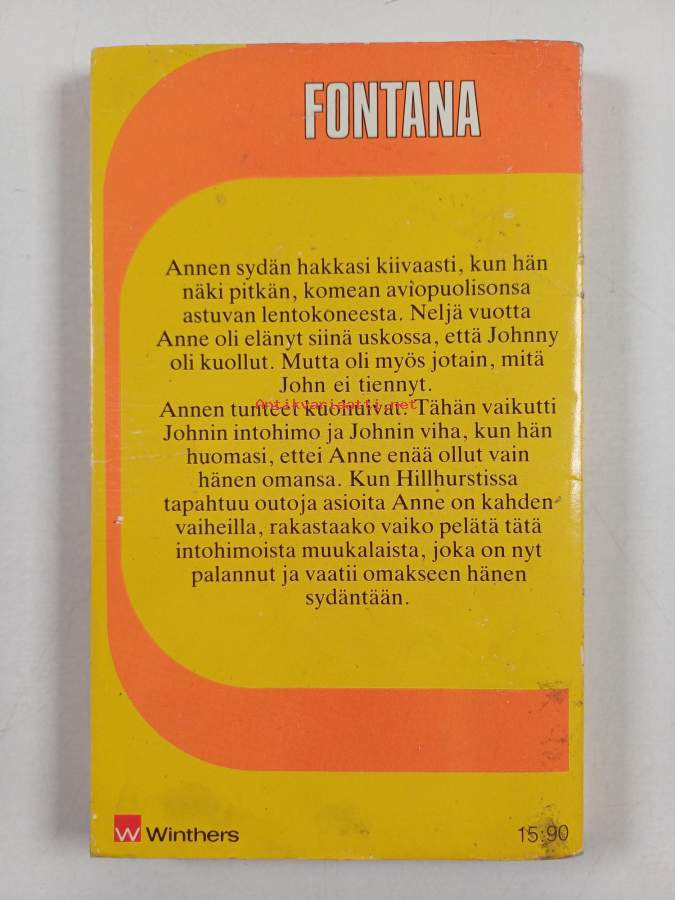 FONTANA
Annen sydän hakkasi kiivaasti, kun hän
näki pitkän, komean aviopuolisonsa
astuvan lentokoneesta. Neljä vuotta
Anne oli elänyt siinä uskossa, että Johnny
oli kuollut. Mutta oli myös jotain, mitä
John ei tiennyt.
Antikvariaatti.net
Annen tunteet kuohuivat. Tähän vaikutti
Johnin intohimo ja Johnin viha, kun hän
huomasi, ettei Anne enää ollut vain
hänen omansa. Kun Hillhurstissa
tapahtuu outoja asioita Anne on kahden-
vaiheilla, rakastaako vaiko pelätä tätä
intohimoista muukalaista, joka on nyt
palannut ja vaatii omakseen hänen
sydäntään.
W Winthers
15:90